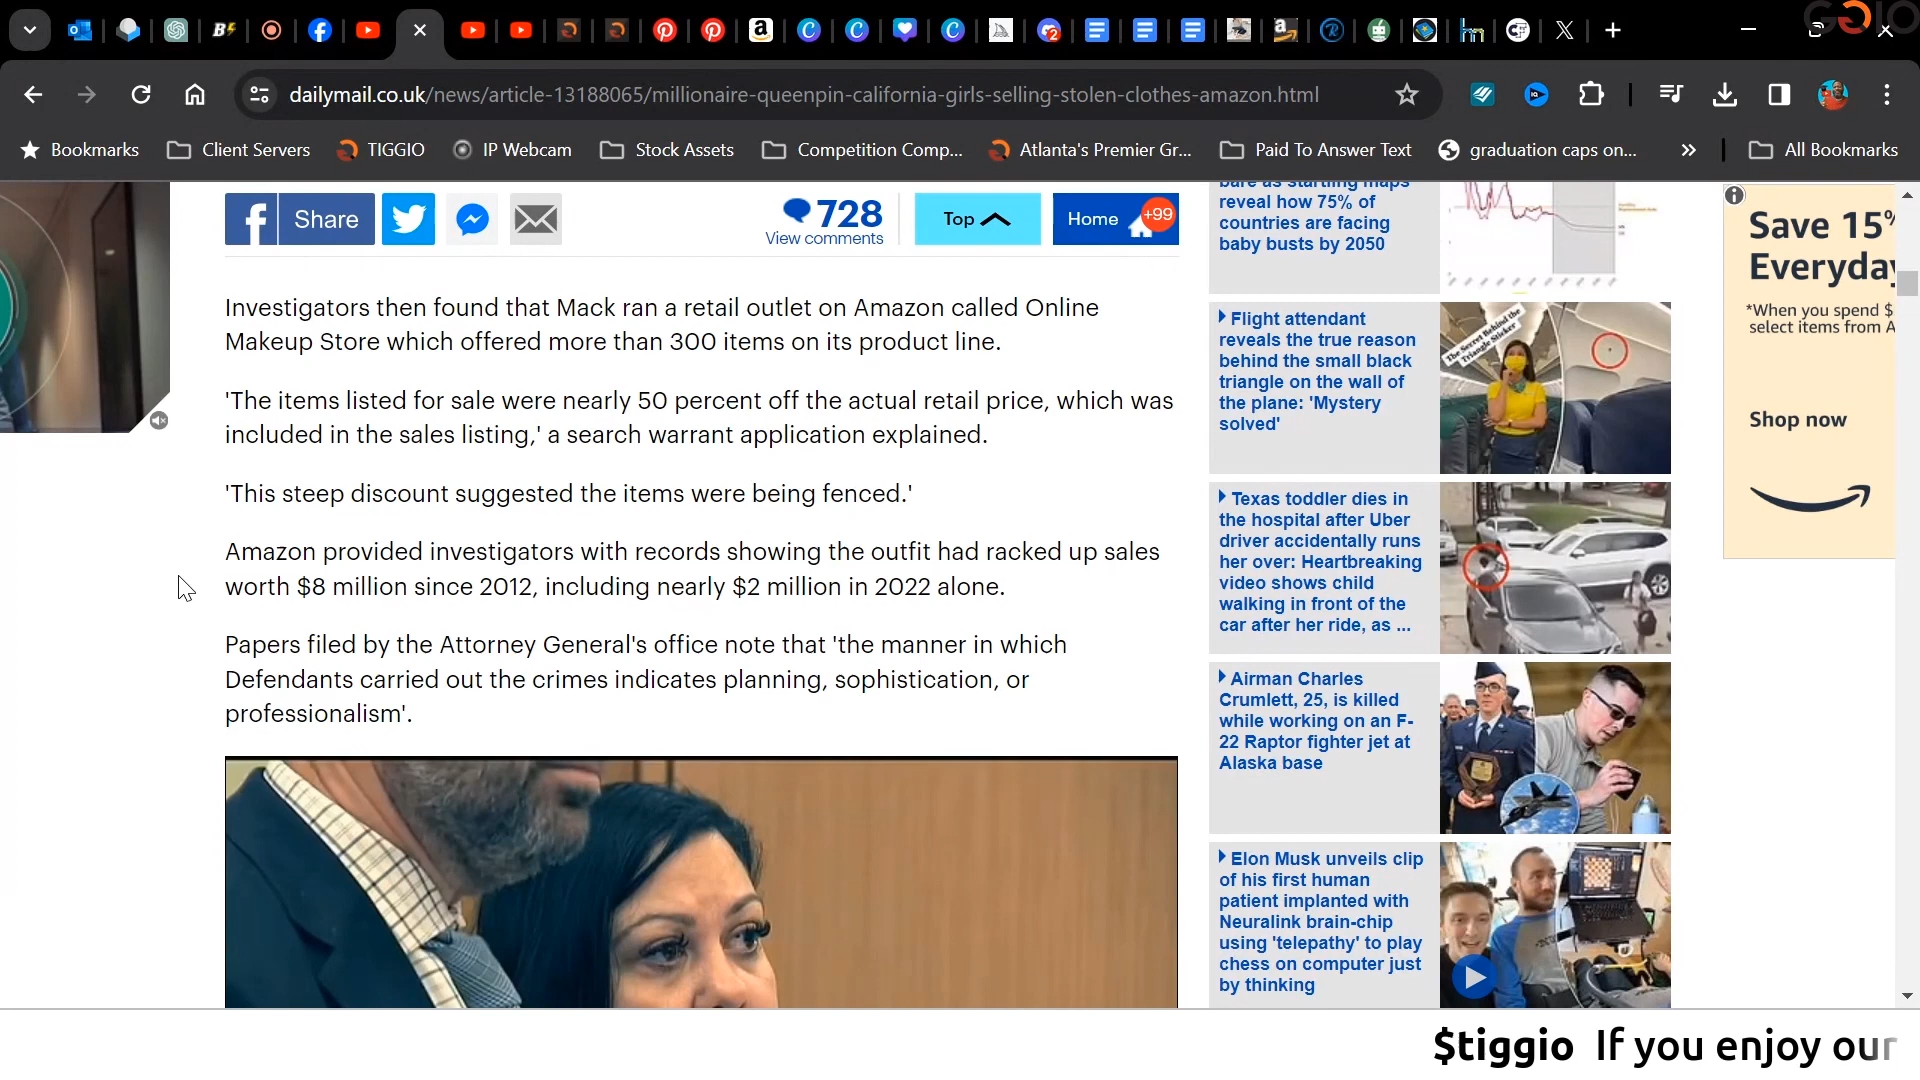 dailymail.co.uk/news/article-13188065/millionaire-queenpin-california-girls-selling-stolen-clothes-amazon.html
Bookmarks
Client Servers
TIGGIO
IP Webcam
Stock Assets
Competition Comp...
Atlanta's Premier Gr...
Paid To Answer Text
graduation caps on...
All Bookmarks
Share
728
View comments
Top
Home
+99
Investigators then found that Mack ran a retail outlet on Amazon called Online
Makeup Store which offered more than 300 items on its product line.
'The items listed for sale were nearly 50 percent off the actual retail price, which was
included in the sales listing,' a search warrant application explained.
'This steep discount suggested the items were being fenced.'
Amazon provided investigators with records showing the outfit had racked up sales
worth $8 million since 2012, including nearly $2 million in 2022 alone.
Papers filed by the Attorney General's office note that 'the manner in which
Defendants carried out the crimes indicates planning, sophistication, or
professionalism'.
bare as startling maps
reveal how 75% of
countries are facing
baby busts by 2050
Flight attendant
reveals the true reason
behind the small black
triangle on the wall of
the plane: 'Mystery
solved'
The Secret Behind the
Triangle Sticker
Texas toddler dies in
the hospital after Uber
driver accidentally runs
her over: Heartbreaking
video shows child
walking in front of the
car after her ride, as ...
Airman Charles
Crumlett, 25, is killed
while working on an F-
22 Raptor fighter jet at
Alaska base
Elon Musk unveils clip
of his first human
patient implanted with
Neuralink brain-chip
using 'telepathy' to play
chess on computer just
by thinking
Save 15%
Everyday
*When you spend $
select items from A
Shop now
$tiggio If you enjoy our